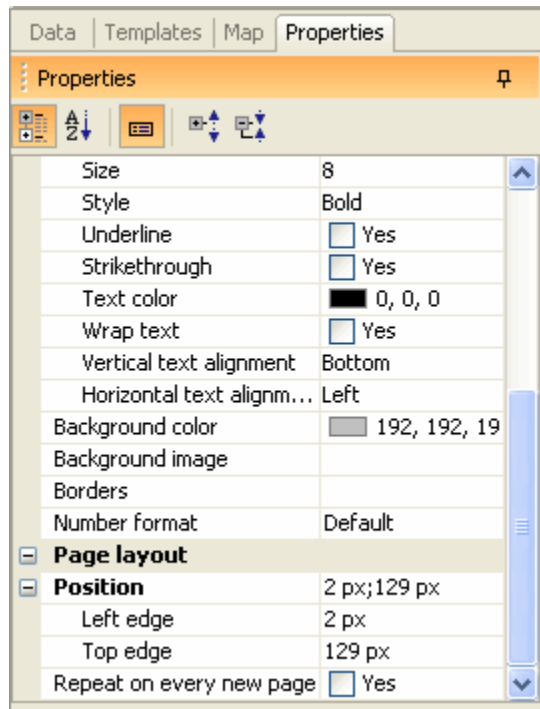 Data Templates Map Properties
Properties
Size 8
Style Bold
Underline Yes
Strikethrough Yes
Text color 0, 0, 0
Wrap text Yes
Vertical text alignment Bottom
Horizontal text alignm... Left
Background color 192, 192, 19
Background image
Borders
Number format Default
Page layout
Position 2 px;129 px
Left edge 2 px
Top edge 129 px
Repeat on every new page Yes